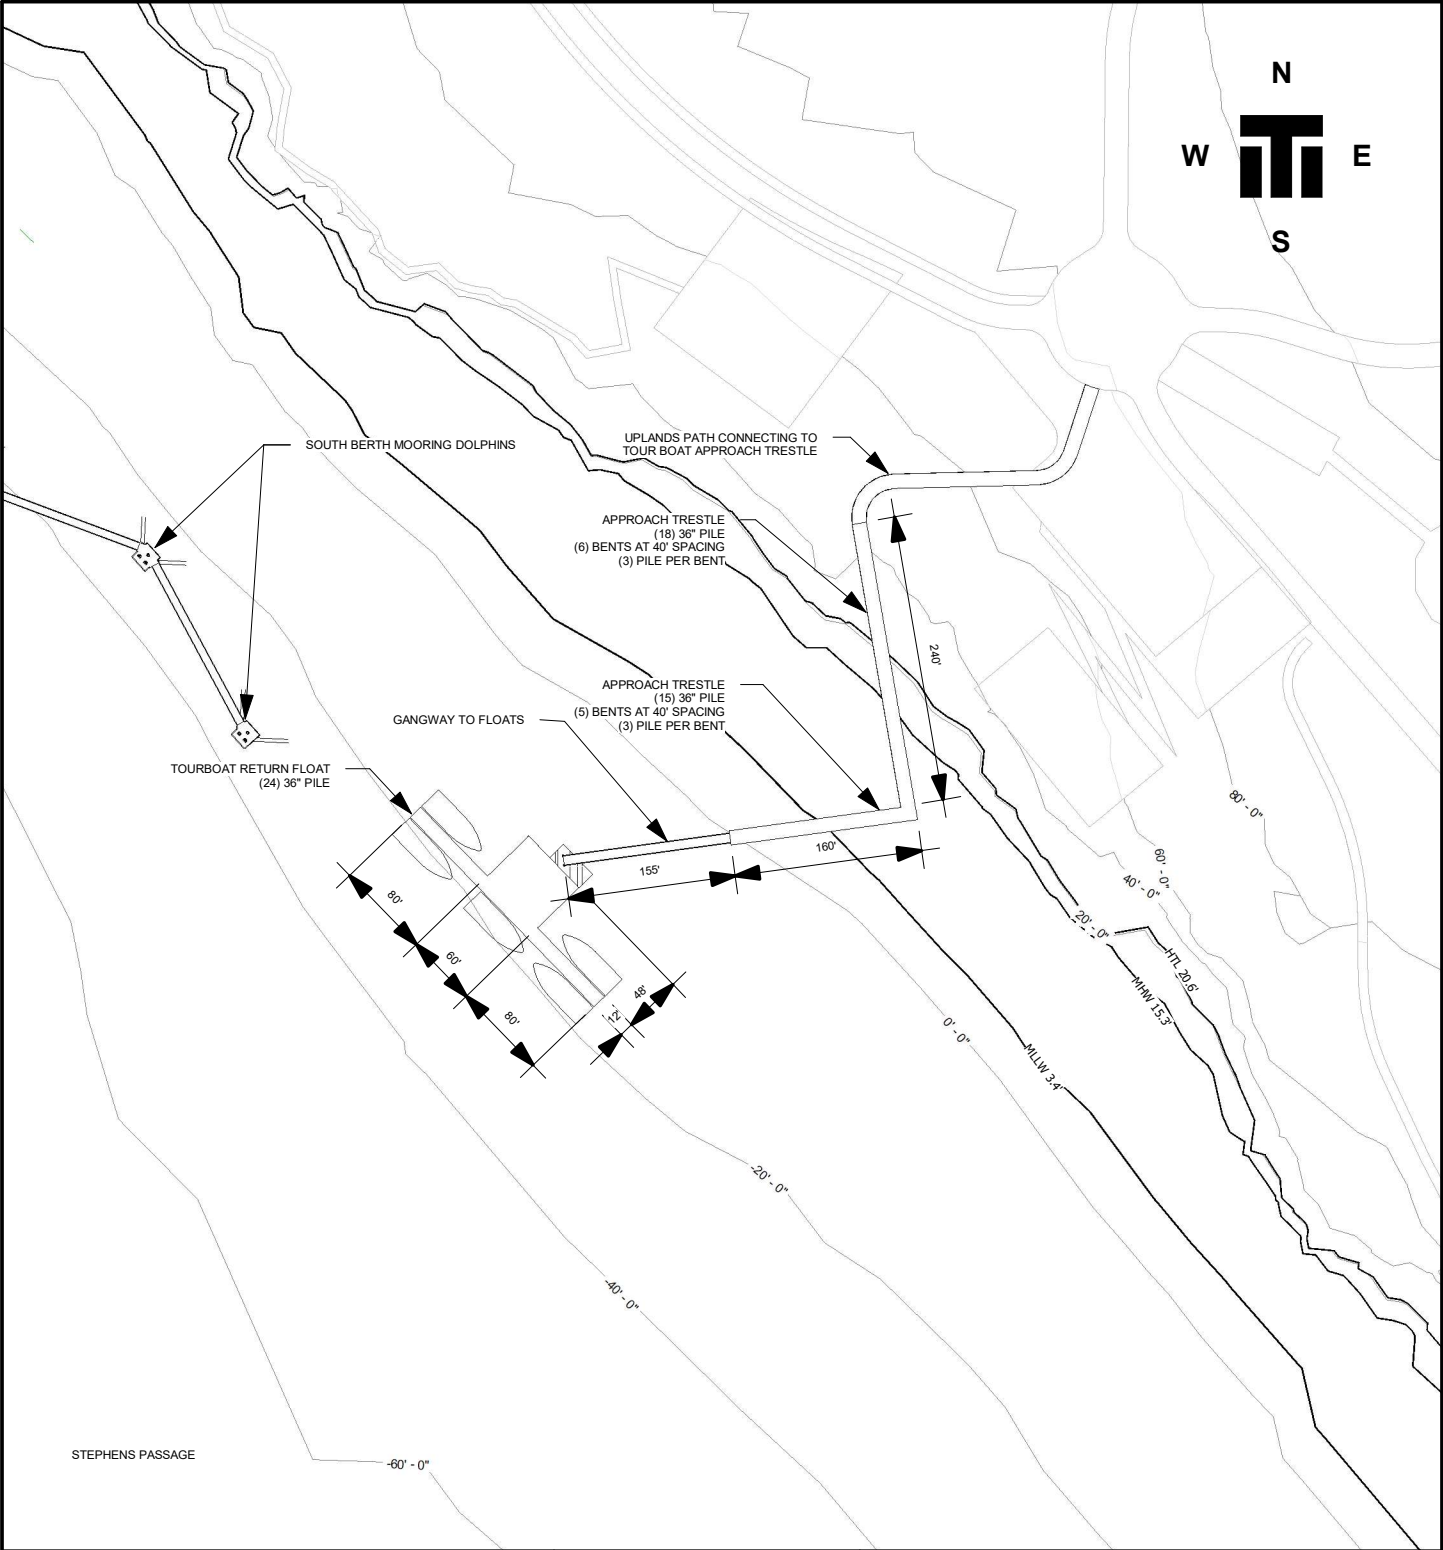 N
W E
S
SOUTH BERTH MOORING DOLPHINS
UPLANDS PATH CONNECTING TO
TOUR BOAT APPROACH TRESTLE
APPROACH TRESTLE
(18) 36" PILE
(6) BENTS AT 40' SPACING
(3) PILE PER BENT
240'
APPROACH TRESTLE
(15) 36" PILE
(5) BENTS AT 40' SPACING
(3) PILE PER BENT
GANGWAY TO FLOATS
TOURBOAT RETURN FLOAT
(24) 36" PILE
155'
160'
80'
60'
80'
12'
48'
80' - 0"
60' - 0"
40' - 0"
20' - 0"
HTL 20.6'
MHW 15.3'
MLLW 3.4'
0' - 0"
-20' - 0"
-40' - 0"
-60' - 0"
STEPHENS PASSAGE